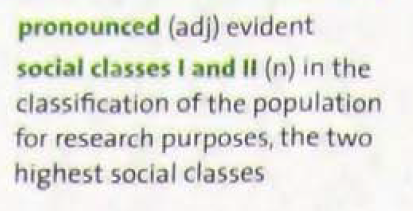 pronounced (adj) evident
social classes I and II (n) in the
classification of the population
for research purposes, the two
highest social classes